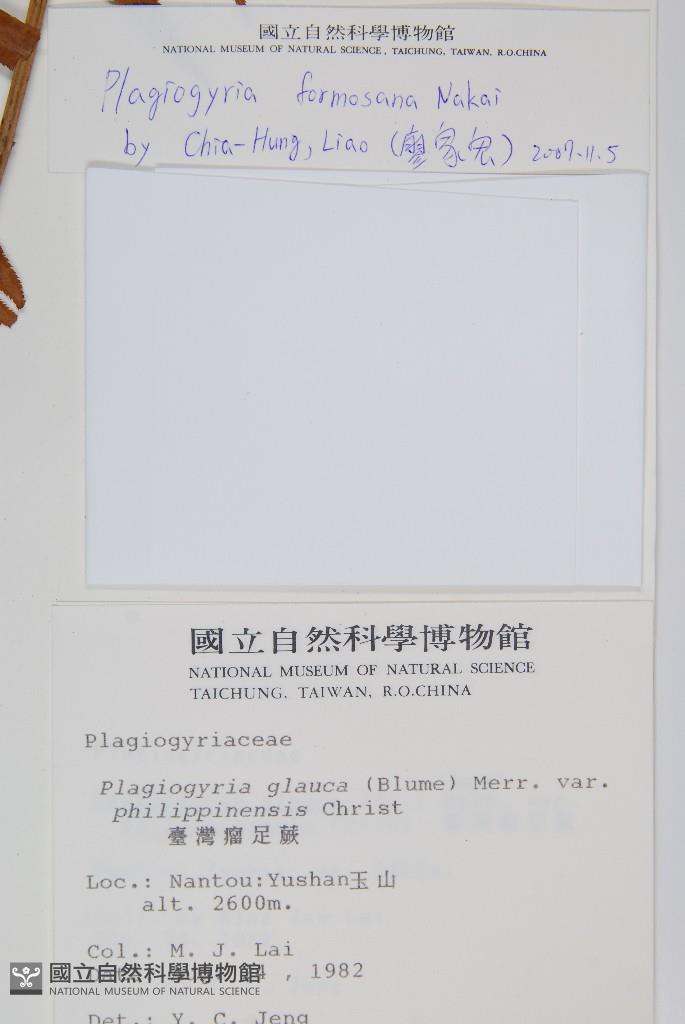 國立自然科學博物館
NATIONAL MUSEUM OF NATURAL SCIENCE, TAICHUNG, TAIWAN, R.O.CHINA
Plagiogyria formosana Nakai
by Chia-Hung, Liao (廖家) 2007.11.5
國立自然科學博物館
NATIONAL MUSEUM OF NATURAL SCIENCE
TAICHUNG, TAIWAN, R.O.CHINA
Plagiogyriaceae
Plagiogyria glauca (Blume) Merr. var.
philippinensis Christ
臺灣瘤足蕨
Loc.: Nantou:Yushan玉山
alt. 2600m.
Col.: M. J. Lai
4 , 1982
國立自然科學博物館
NATIONAL MUSEUM OF NATURAL SCIENCE
Det.: Y. C. Jeng